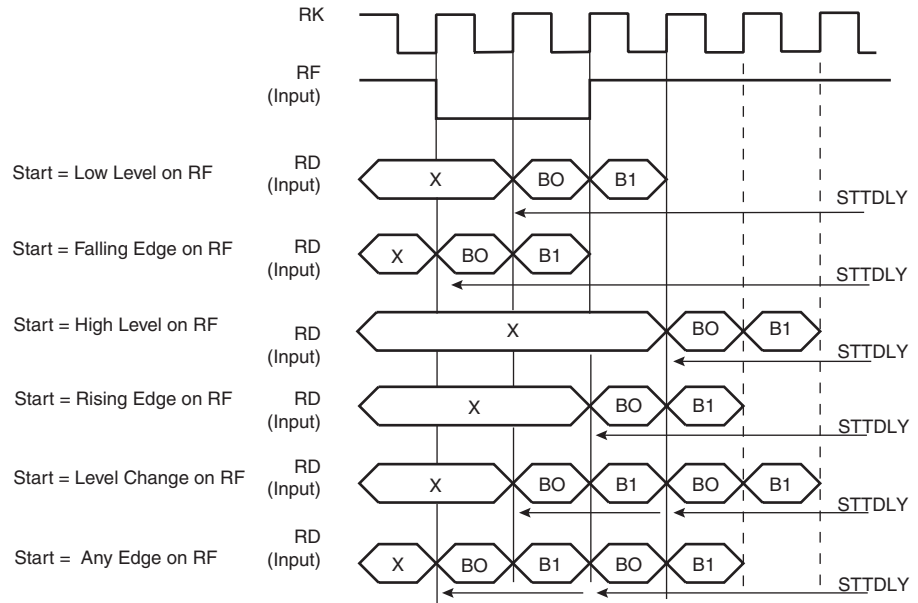 RK
RF
(Input)
Start = Low Level on RF
RD
(Input)
X
BO
B1
STTDLY
Start = Falling Edge on RF
RD
(Input)
X
BO
B1
STTDLY
Start = High Level on RF
RD
(Input)
X
BO
B1
STTDLY
Start = Rising Edge on RF
RD
(Input)
X
BO
B1
STTDLY
Start = Level Change on RF
RD
(Input)
X
BO
B1
BO
B1
STTDLY
Start = Any Edge on RF
RD
(Input)
X
BO
B1
BO
B1
STTDLY